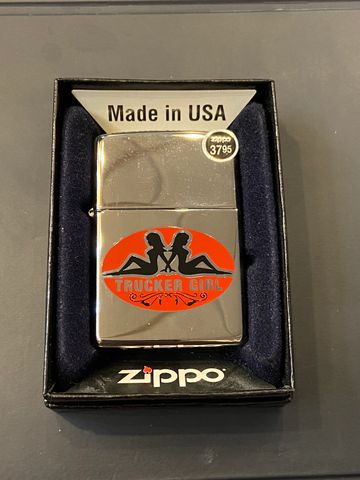 Made in USA
zippo
3795
TRUCKER GIRL
zippo